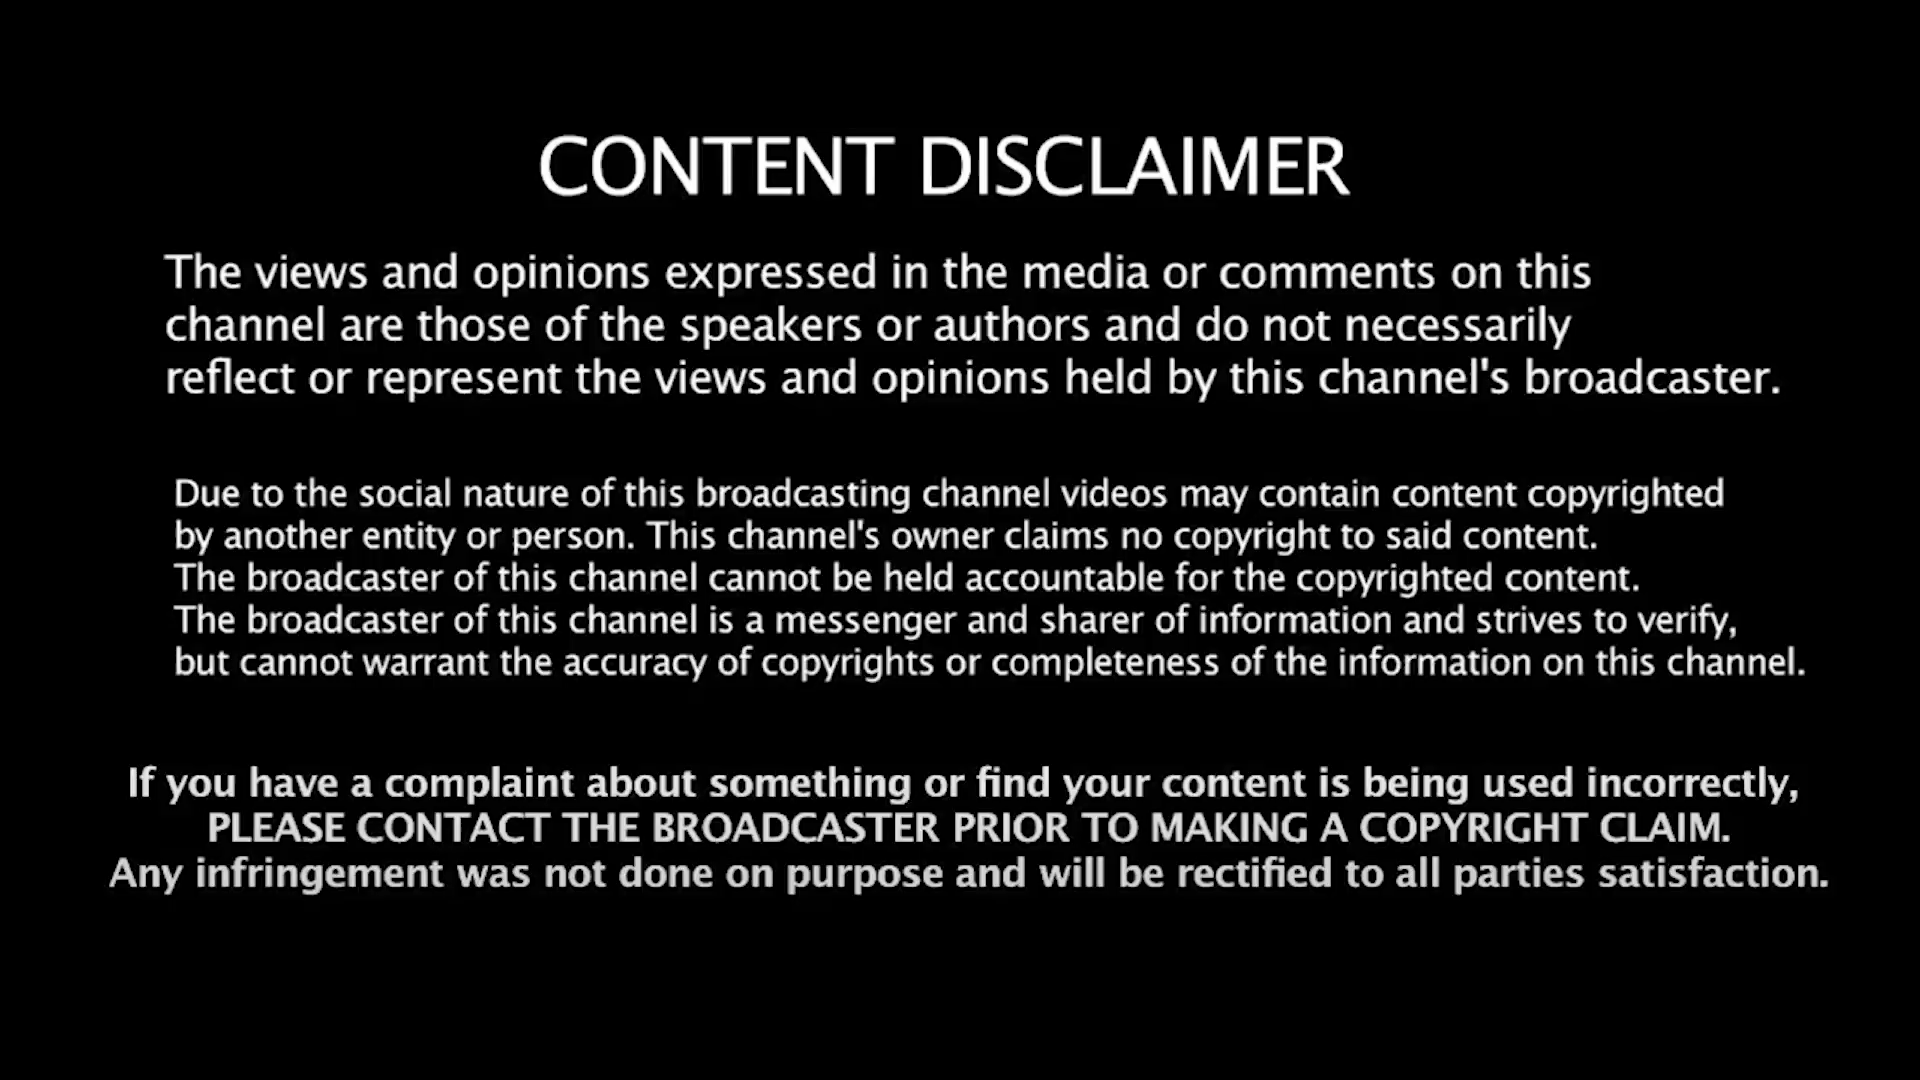 CONTENT DISCLAIMER
The views and opinions expressed in the media or comments on this
channel are those of the speakers or authors and do not necessarily
reflect or represent the views and opinions held by this channel's broadcaster.
Due to the social nature of this broadcasting channel videos may contain content copyrighted
by another entity or person. This channel's owner claims no copyright to said content.
The broadcaster of this channel cannot be held accountable for the copyrighted content.
The broadcaster of this channel is a messenger and sharer of information and strives to verify,
but cannot warrant the accuracy of copyrights or completeness of the information on this channel.
If you have a complaint about something or find your content is being used incorrectly,
PLEASE CONTACT THE BROADCASTER PRIOR TO MAKING A COPYRIGHT CLAIM.
Any infringement was not done on purpose and will be rectified to all parties satisfaction.